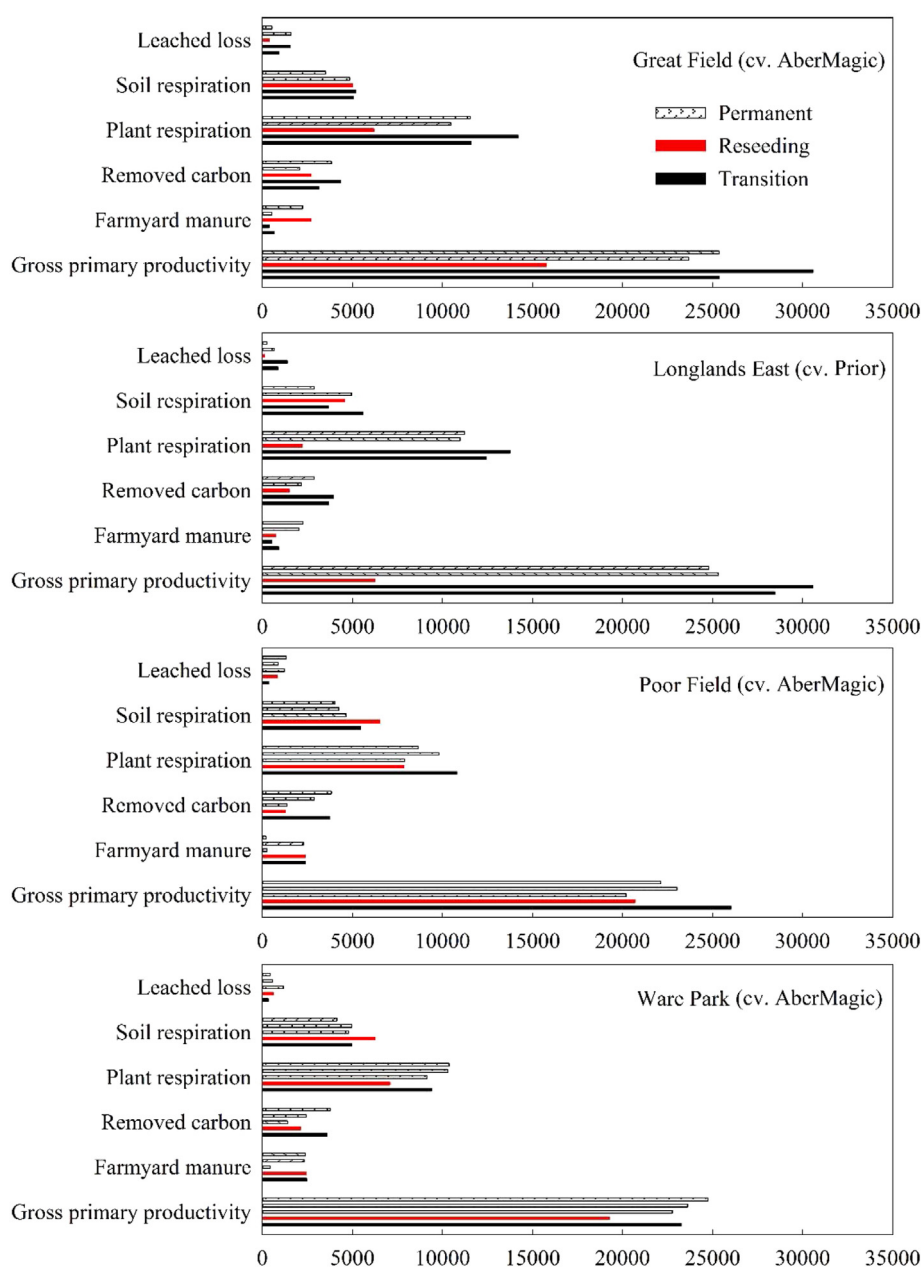 Great Field (cv. AberMagic)
Permanent
Reseeding
Transition
Leached loss
Soil respiration
Plant respiration
Removed carbon
Farmyard manure
Gross primary productivity
0 5000 10000 15000 20000 25000 30000 35000
Longlands East (cv. Prior)
Leached loss
Soil respiration
Plant respiration
Removed carbon
Farmyard manure
Gross primary productivity
0 5000 10000 15000 20000 25000 30000 35000
Poor Field (cv. AberMagic)
Leached loss
Soil respiration
Plant respiration
Removed carbon
Farmyard manure
Gross primary productivity
0 5000 10000 15000 20000 25000 30000 35000
Ware Park (cv. AberMagic)
Leached loss
Soil respiration
Plant respiration
Removed carbon
Farmyard manure
Gross primary productivity
0 5000 10000 15000 20000 25000 30000 35000